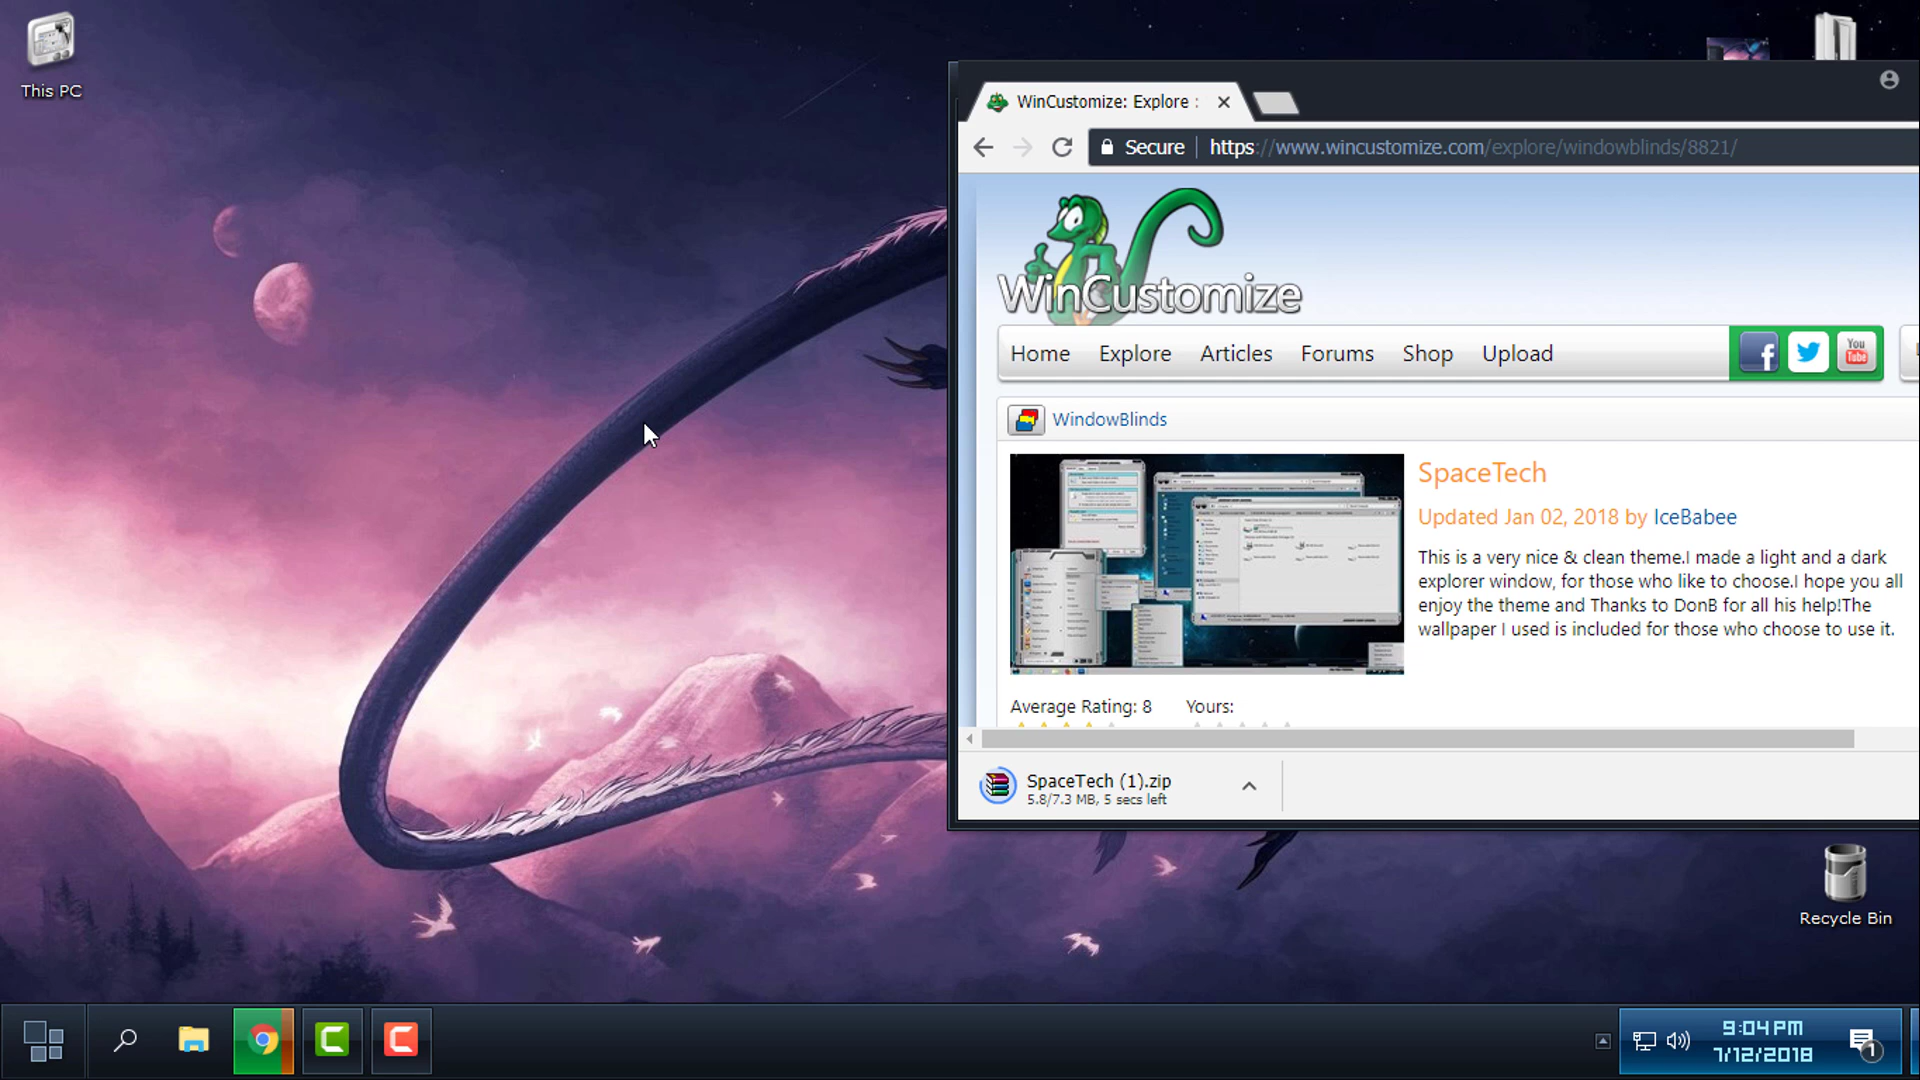 This PC
WinCustomize: Explore :
Secure
https://www.wincustomize.com/explore/windowblinds/8821/
WinCustomize
Home Explore Articles Forums Shop Upload
You
Tube
WindowBlinds
SpaceTech
Updated Jan 02, 2018 by IceBabee
This is a very nice & clean theme.I made a light and a dark
explorer window, for those who like to choose.I hope you all
enjoy the theme and Thanks to DonB for all his help!The
wallpaper I used is included for those who choose to use it.
Average Rating: 8 Yours:
SpaceTech (1).zip
5.8/7.3 MB, 5 secs left
Recycle Bin
9:04 PM
7/12/2018
1